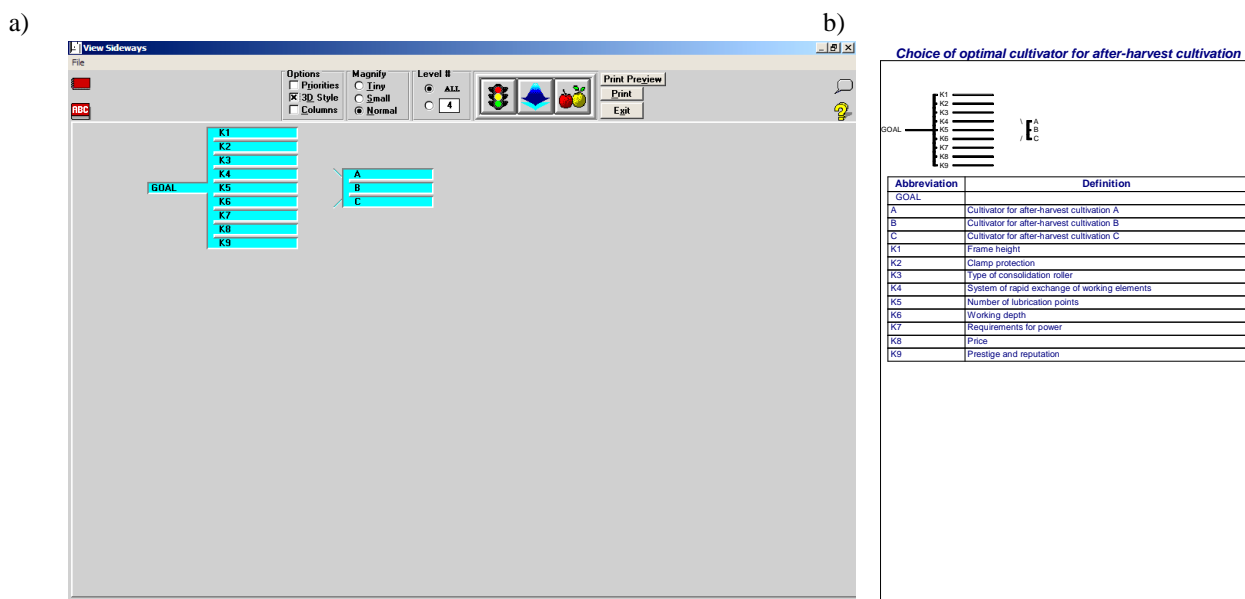 a)
b)
View Sideways
File
Options
Priorities
3D Style
Columns
Magnify
Tiny
Small
Normal
Level #
ALL
4
Print Preview
Print
Exit
ABC
K1
K2
K3
K4
GOAL K5
K6
K7
K8
K9
A
B
C
Choice of optimal cultivator for after-harvest cultivation
K1
K2
K3
K4
GOAL K5
K6
K7
K8
K9
\ A
B
/ C
Abbreviation Definition
GOAL
A Cultivator for after-harvest cultivation A
B Cultivator for after-harvest cultivation B
C Cultivator for after-harvest cultivation C
K1 Frame height
K2 Clamp protection
K3 Type of consolidation roller
K4 System of rapid exchange of working elements
K5 Number of lubrication points
K6 Working depth
K7 Requirements for power
K8 Price
K9 Prestige and reputation